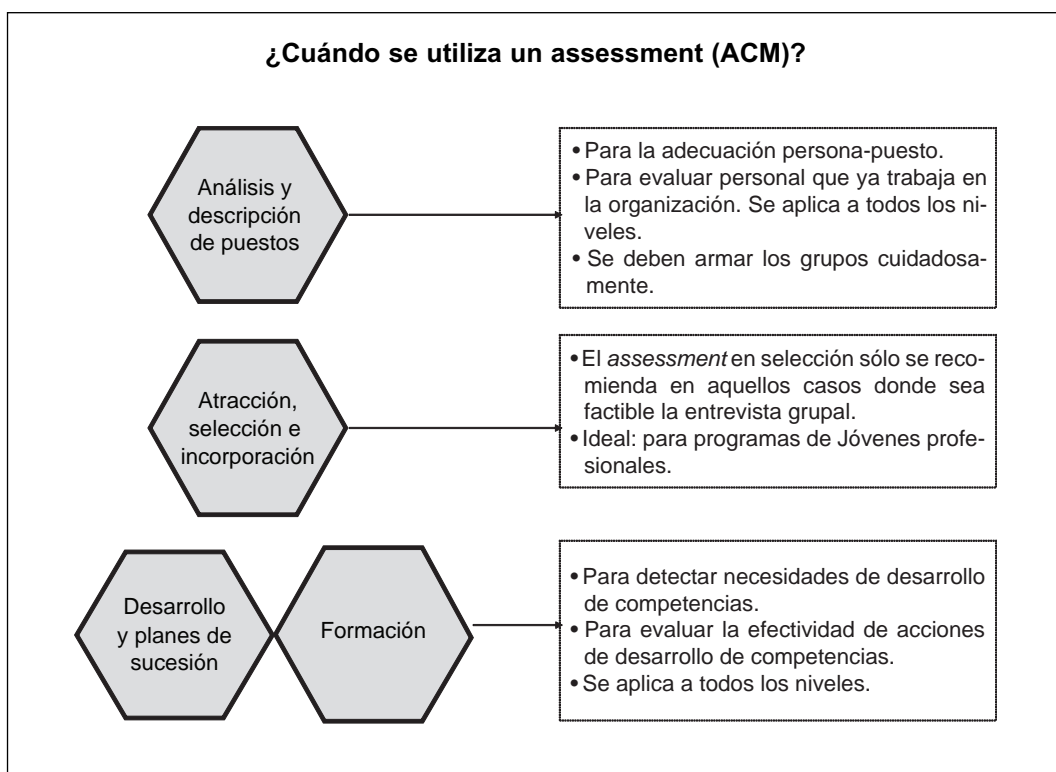 ¿Cuándo se utiliza un assessment (ACM)?
Análisis y
descripción
de puestos
• Para la adecuación persona-puesto.
• Para evaluar personal que ya trabaja en
la organización. Se aplica a todos los ni-
veles.
• Se deben armar los grupos cuidadosa-
mente.
Atracción,
selección e
incorporación
• El assessment en selección sólo se reco-
mienda en aquellos casos donde sea
factible la entrevista grupal.
• Ideal: para programas de Jóvenes profe-
sionales.
Desarrollo
y planes de
sucesión
Formación
• Para detectar necesidades de desarrollo
de competencias.
• Para evaluar la efectividad de acciones
de desarrollo de competencias.
• Se aplica a todos los niveles.